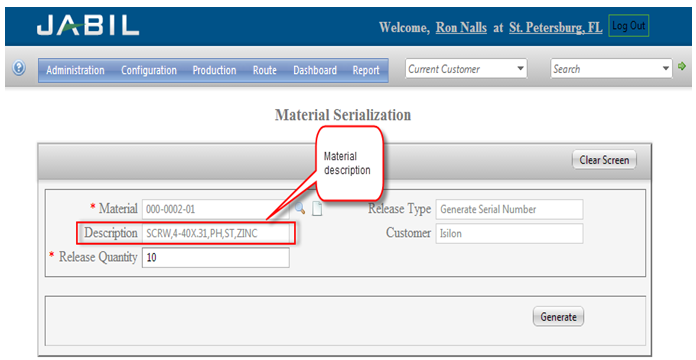 JABIL
Welcome, Ron Nalls at St. Petersburg, FL Log Out
Administration Configuration Production Route Dashboard Report Current Customer Search
Material Serialization
Material
description
Clear Screen
* Material 000-0002-01 Release Type Generate Serial Number
Description SCRW,4-40X.31,PH,ST,ZINC Customer Isilon
* Release Quantity 10
Generate